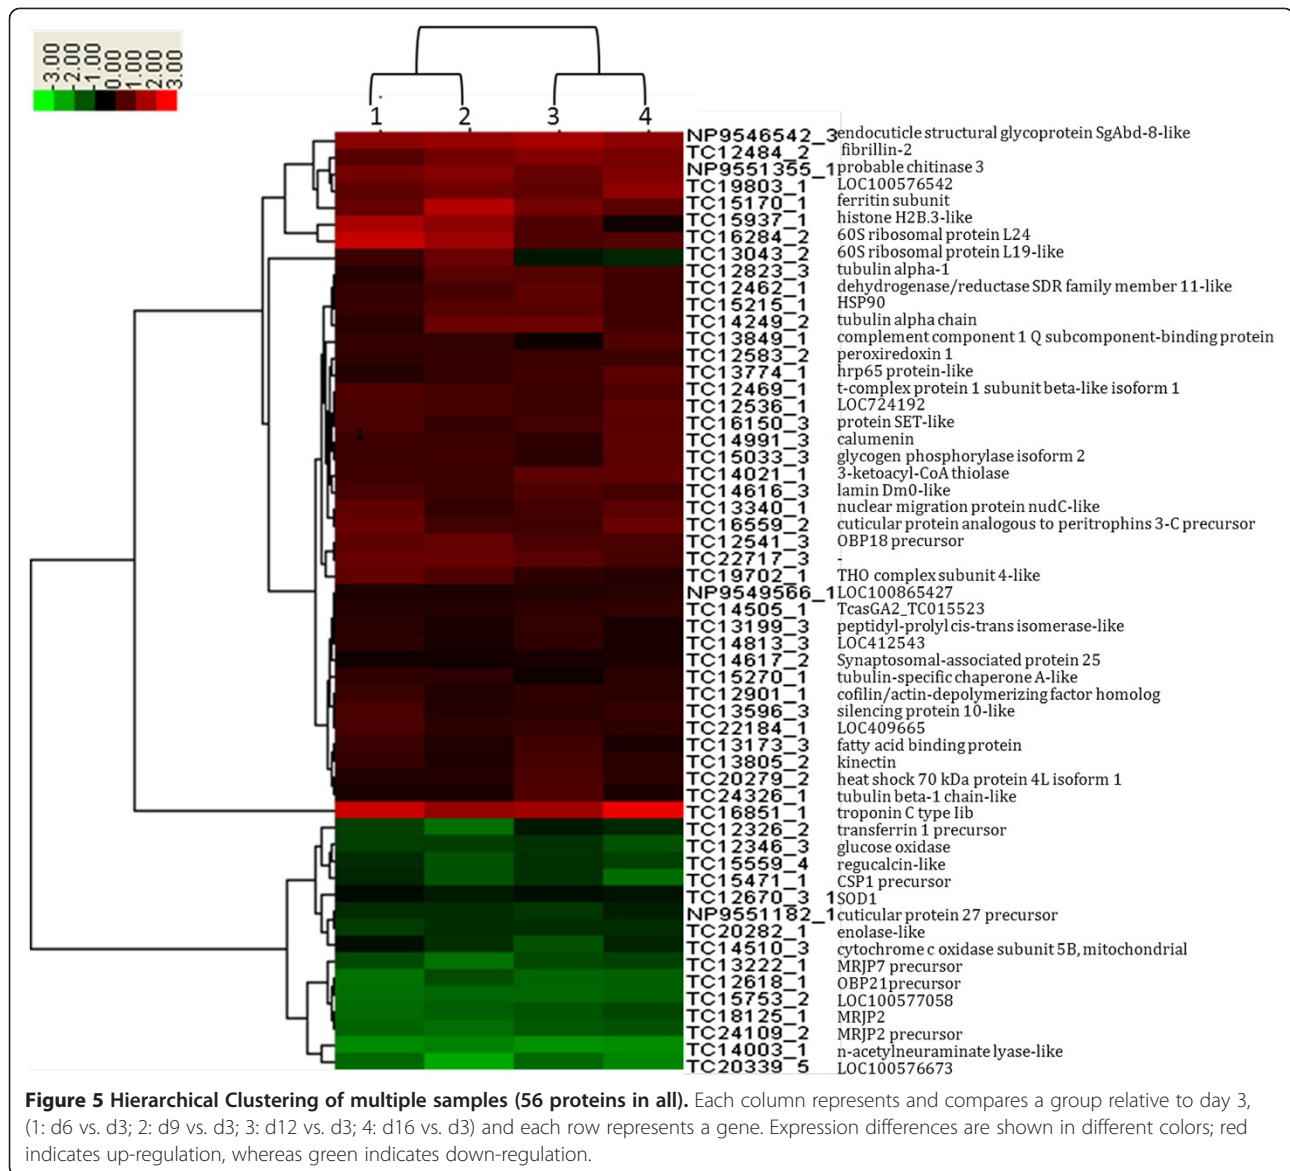 -3.00
-2.00
-1.00
0.00
1.00
2.00
3.00
1 2 3 4
NP9546542_3 endocuticle structural glycoprotein SgAbd-8-like
TC12484_2 fibrillin-2
NP9551355_1 probable chitinase 3
TC19803_1 LOC100576542
TC15170_1 ferritin subunit
TC15937_1 histone H2B.3-like
TC16284_2 60S ribosomal protein L24
TC13043_2 60S ribosomal protein L19-like
TC12823_3 tubulin alpha-1
TC12462_1 dehydrogenase/reductase SDR family member 11-like
TC15215_1 HSP90
TC14249_2 tubulin alpha chain
TC13849_1 complement component 1 Q subcomponent-binding protein
TC12583_2 peroxiredoxin 1
TC13774_1 hrp65 protein-like
TC12469_1 t-complex protein 1 subunit beta-like isoform 1
TC12536_1 LOC724192
TC16150_3 protein SET-like
1
TC14991_3 calumenin
TC15033_3 glycogen phosphorylase isoform 2
TC14021_1 3-ketoacyl-CoA thiolase
TC14616_3 lamin Dm0-like
TC13340_1 nuclear migration protein nudC-like
TC16559_2 cuticular protein analogous to peritrophins 3-C precursor
TC12541_3 OBP18 precursor
TC22717_3 -
TC19702_1 THO complex subunit 4-like
NP9549566_1 LOC100865427
TC14505_1 TcasGA2_TC015523
TC13199_3 peptidyl-prolyl cis-trans isomerase-like
TC14813_3 LOC412543
TC14617_2 Synaptosomal-associated protein 25
TC15270_1 tubulin-specific chaperone A-like
TC12901_1 cofilin/actin-depolymerizing factor homolog
TC13596_3 silencing protein 10-like
TC22184_1 LOC409665
TC13173_3 fatty acid binding protein
TC13805_2 kinectin
TC20279_2 heat shock 70 kDa protein 4L isoform 1
TC24326_1 tubulin beta-1 chain-like
TC16851_1 troponin C type Iib
TC12326_2 transferrin 1 precursor
TC12346_3 glucose oxidase
TC15559_4 regucalcin-like
TC15471_1 CSP1 precursor
TC12670_3 1 SOD1
NP9551182_1 cuticular protein 27 precursor
TC20282_1 enolase-like
TC14510_3 cytochrome c oxidase subunit 5B, mitochondrial
TC13222_1 MRJP7 precursor
TC12618_1 OBP21precursor
TC15753_2 LOC100577058
TC18125_1 MRJP2
TC24109_2 MRJP2 precursor
TC14003_1 n-acetylneuraminate lyase-like
TC20339_5 LOC100576673
Figure 5 Hierarchical Clustering of multiple samples (56 proteins in all). Each column represents and compares a group relative to day 3,
(1: d6 vs. d3; 2: d9 vs. d3; 3: d12 vs. d3; 4: d16 vs. d3) and each row represents a gene. Expression differences are shown in different colors; red
indicates up-regulation, whereas green indicates down-regulation.